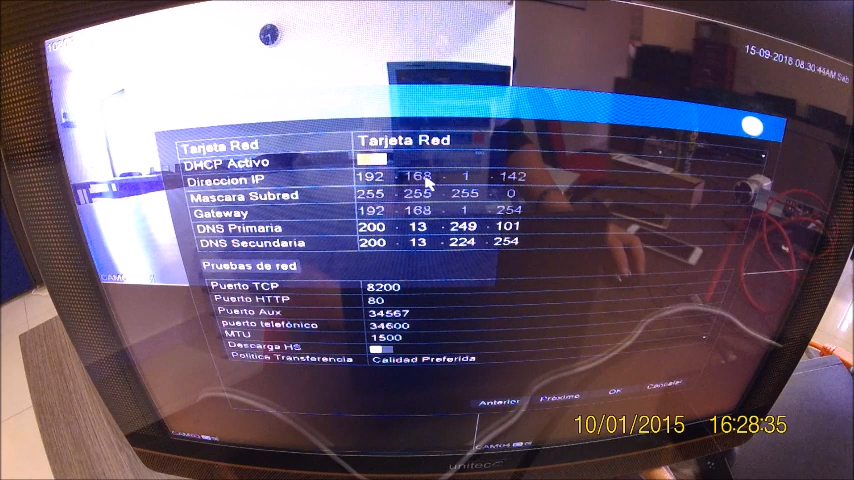 15-09-2018 08:30:44AM Sab
Tarjeta Red Tarjeta Red
DHCP Activo
Direccion IP 192 . 168 . 1 . 142
Mascara Subred 255 . 255 . 255 . 0
Gateway 192 . 168 . 1 . 254
DNS Primaria 200 . 13 . 249 . 101
DNS Secundaria 200 . 13 . 224 . 254
Pruebas de red
Puerto TCP 8200
Puerto HTTP 80
Puerto Aux 34567
puerto telefónico 34600
MTU 1500
Descarga HS
Politica Transferencia Calidad Preferida
Anterior Próximo OK Cancelar
10/01/2015 16:28:35